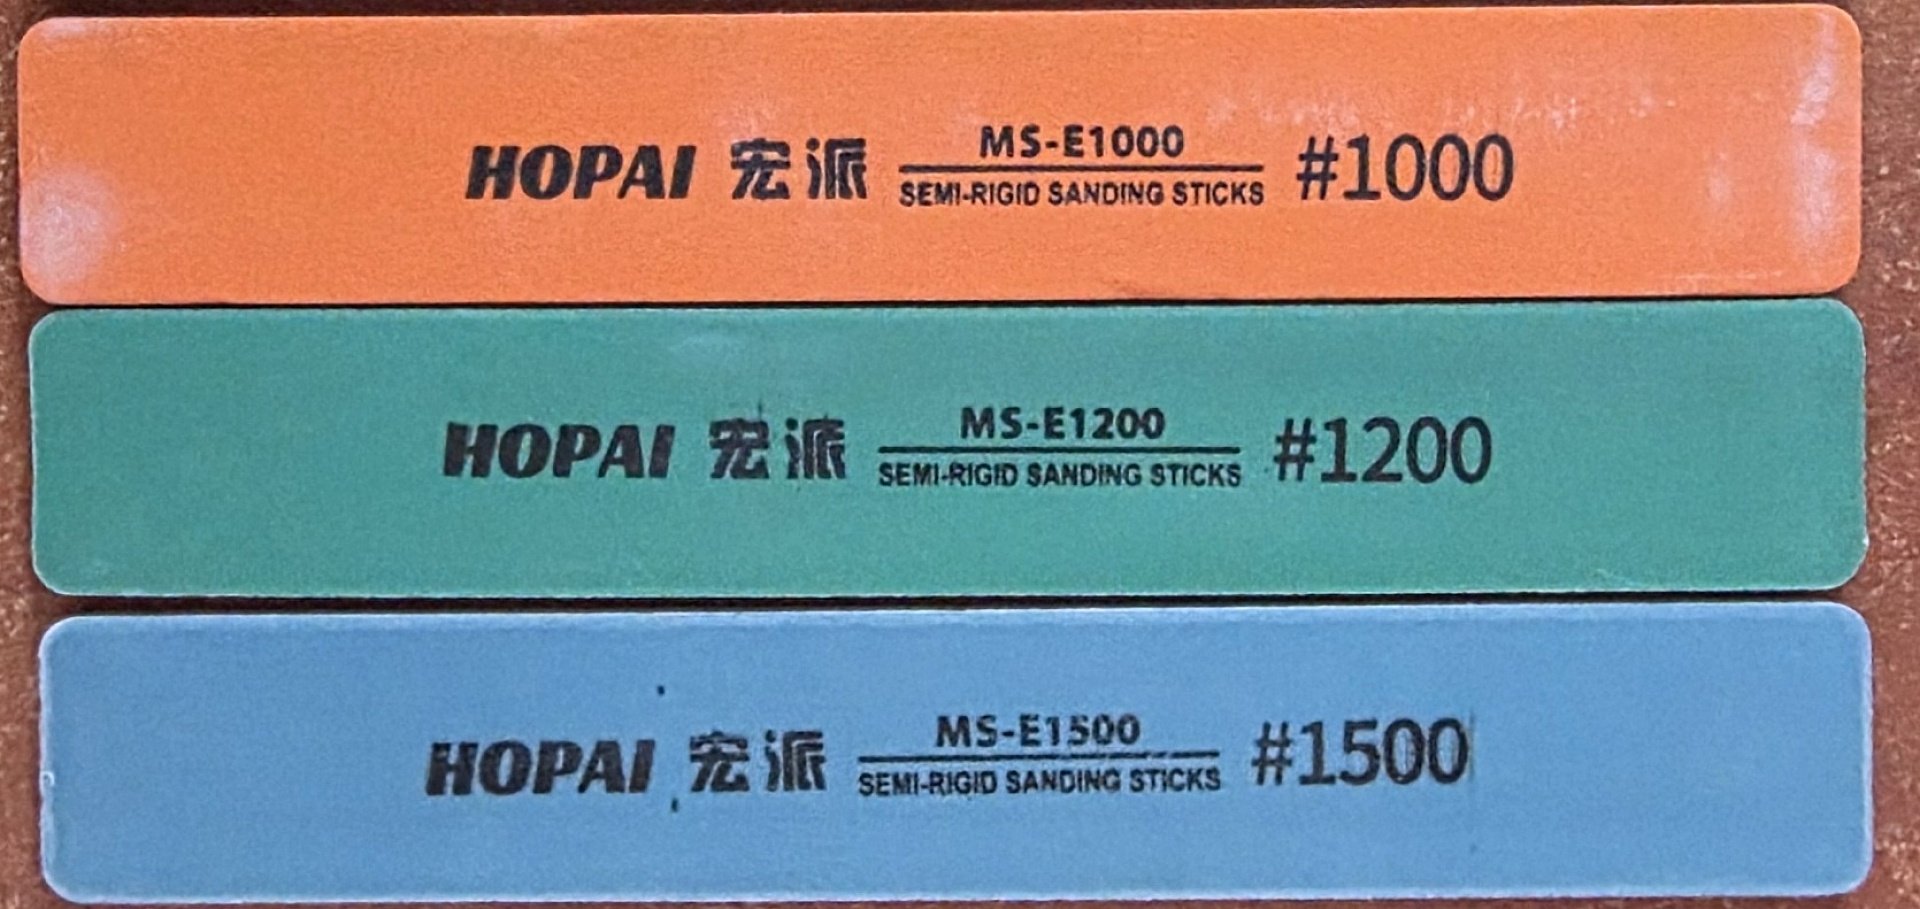 HOPAI 宏派 MS-E1000 #1000
SEMI-RIGID SANDING STICKS
HOPAI 宏派 MS-E1200 #1200
SEMI-RIGID SANDING STICKS
HOPAI 宏派 MS-E1500 #1500
SEMI-RIGID SANDING STICKS